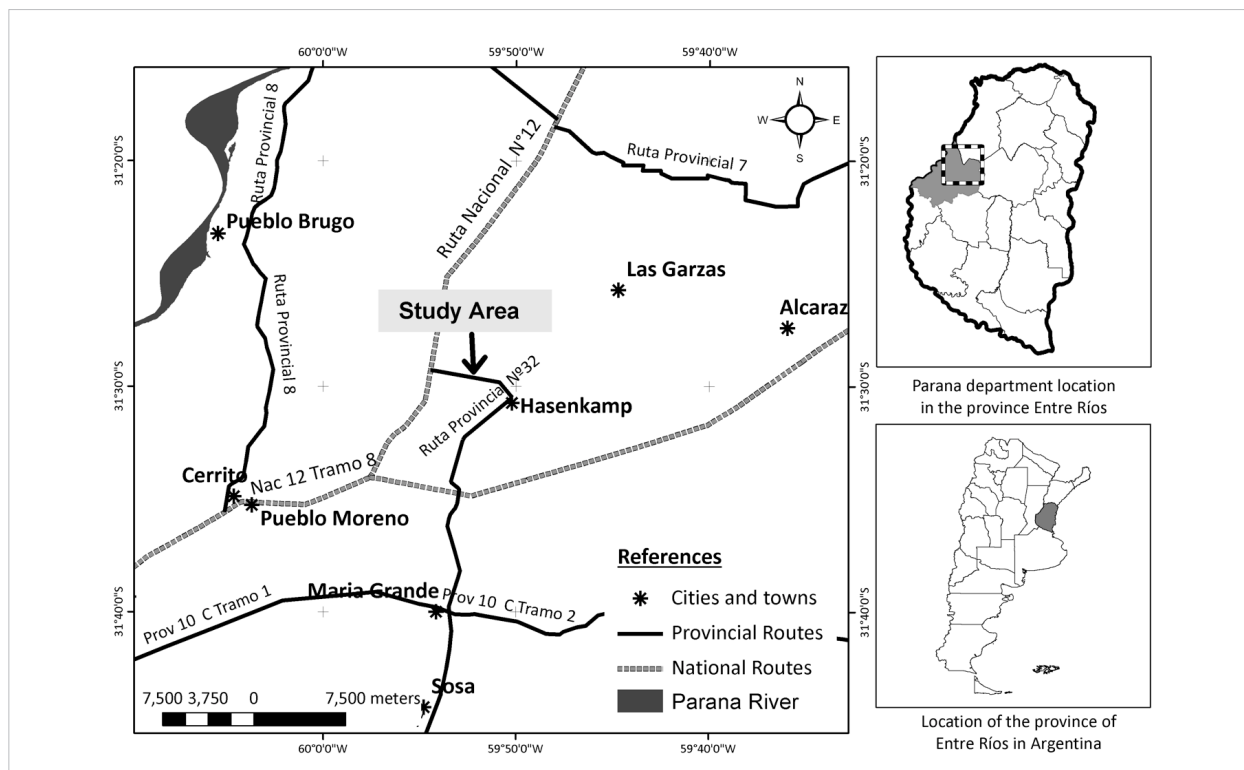 60°0'0"W
59°50'0"W
59°40'0"W
31°20'0"S
31°30'0"S
31°40'0"S
N
W
E
S
Ruta Provincial 8
Ruta Nacional N°12
Ruta Provincial 7
Pueblo Brugo
Las Garzas
Alcaraz
Ruta Provincial 8
Study Area
Ruta Provincial Nº32
Hasenkamp
Cerrito
Nac 12 Tramo 8
Pueblo Moreno
Maria Grande
Prov 10 C Tramo 1
Prov 10 C Tramo 2
Sosa
7,500 3,750 0 7,500 meters
References
Cities and towns
Provincial Routes
National Routes
Parana River
31°20'0"S
31°30'0"S
31°40'0"S
60°0'0"W
59°50'0"W
59°40'0"W
Parana department location
in the province Entre Ríos
Location of the province of
Entre Ríos in Argentina